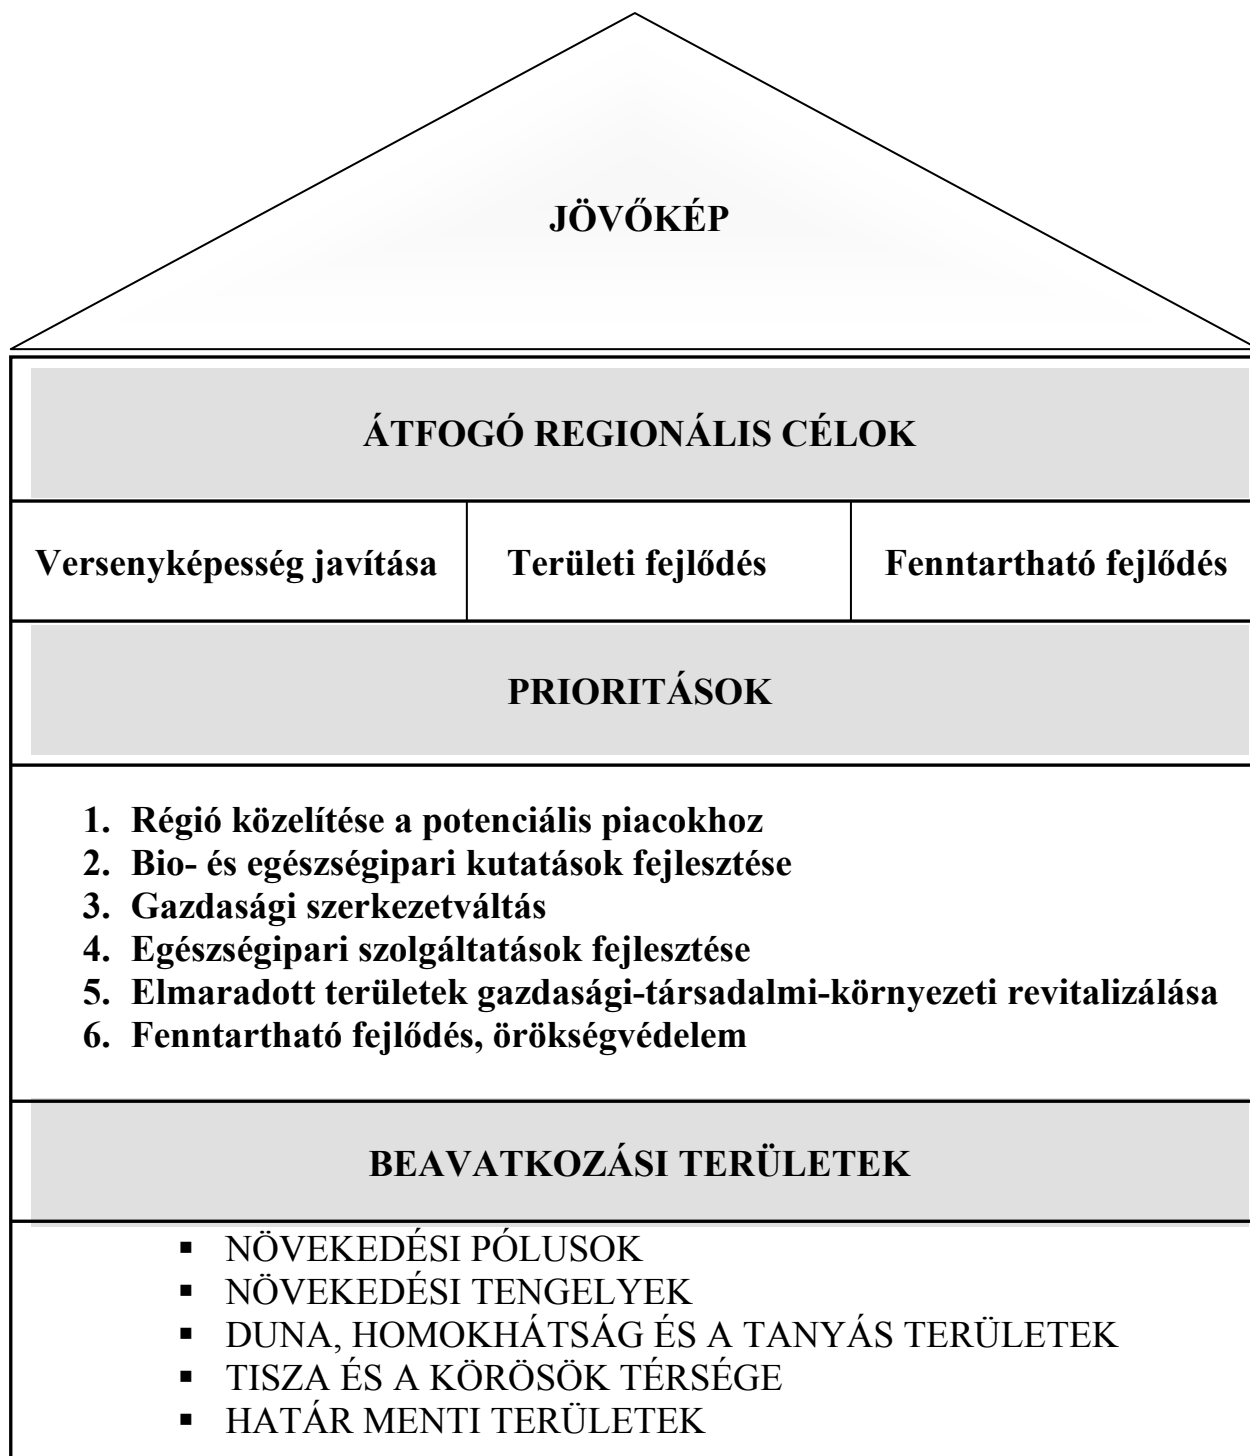 JÖVŐKÉP
ÁTFOGÓ REGIONÁLIS CÉLOK
Versenyképesség javítása
Területi fejlődés
Fenntartható fejlődés
PRIORITÁSOK
1. Régió közelítése a potenciális piacokhoz
2. Bio- és egészségipari kutatások fejlesztése
3. Gazdasági szerkezetváltás
4. Egészségipari szolgáltatások fejlesztése
5. Elmaradott területek gazdasági-társadalmi-környezeti revitalizálása
6. Fenntartható fejlődés, örökségvédelem
BEAVATKOZÁSI TERÜLETEK
▪ NÖVEKEDÉSI PÓLUSOK
▪ NÖVEKEDÉSI TENGELYEK
▪ DUNA, HOMOKHÁTSÁG ÉS A TANYÁS TERÜLETEK
▪ TISZA ÉS A KÖRÖSÖK TÉRSÉGE
▪ HATÁR MENTI TERÜLETEK